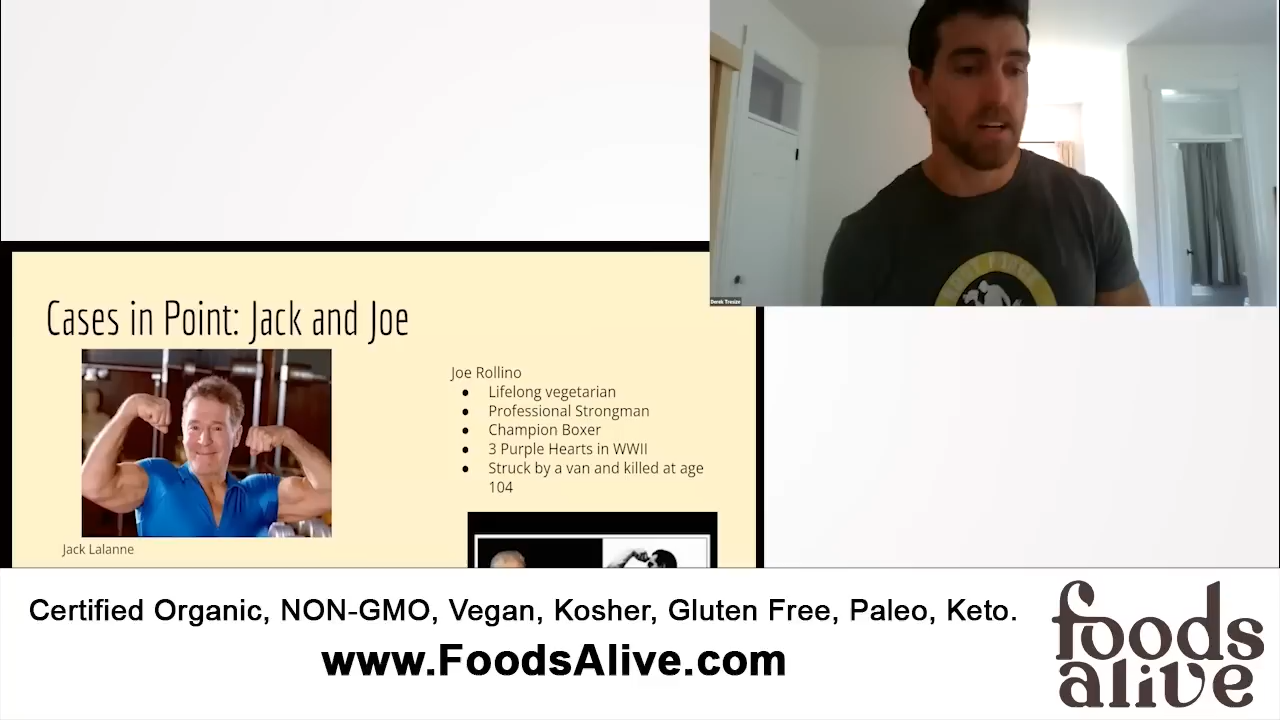 Derek Tresize
Cases in Point: Jack and Joe
Joe Rollino
● Lifelong vegetarian
● Professional Strongman
● Champion Boxer
● 3 Purple Hearts in WWII
● Struck by a van and killed at age
104
Jack Lalanne
Certified Organic, NON-GMO, Vegan, Kosher, Gluten Free, Paleo, Keto.
www.FoodsAlive.com
foods
alive